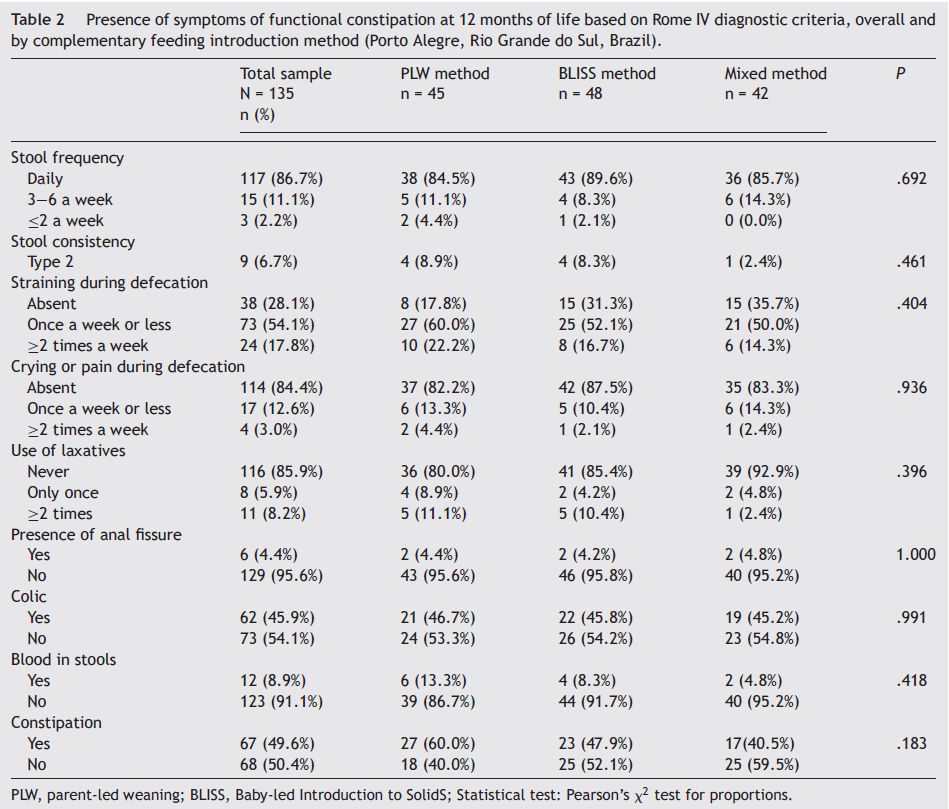 Table 2 Presence of symptoms of functional constipation at 12 months of life based on Rome IV diagnostic criteria, overall and
by complementary feeding introduction method (Porto Alegre, Rio Grande do Sul, Brazil).
Total sample PLW method BLISS method Mixed method P
N = 135 n = 45 n = 48 n = 42
n (%)
Stool frequency
Daily 117 (86.7%) 38 (84.5%) 43 (89.6%) 36 (85.7%) .692
3−6 a week 15 (11.1%) 5 (11.1%) 4 (8.3%) 6 (14.3%)
≤2 a week 3 (2.2%) 2 (4.4%) 1 (2.1%) 0 (0.0%)
Stool consistency
Type 2 9 (6.7%) 4 (8.9%) 4 (8.3%) 1 (2.4%) .461
Straining during defecation
Absent 38 (28.1%) 8 (17.8%) 15 (31.3%) 15 (35.7%) .404
Once a week or less 73 (54.1%) 27 (60.0%) 25 (52.1%) 21 (50.0%)
≥2 times a week 24 (17.8%) 10 (22.2%) 8 (16.7%) 6 (14.3%)
Crying or pain during defecation
Absent 114 (84.4%) 37 (82.2%) 42 (87.5%) 35 (83.3%) .936
Once a week or less 17 (12.6%) 6 (13.3%) 5 (10.4%) 6 (14.3%)
≥2 times a week 4 (3.0%) 2 (4.4%) 1 (2.1%) 1 (2.4%)
Use of laxatives
Never 116 (85.9%) 36 (80.0%) 41 (85.4%) 39 (92.9%) .396
Only once 8 (5.9%) 4 (8.9%) 2 (4.2%) 2 (4.8%)
≥2 times 11 (8.2%) 5 (11.1%) 5 (10.4%) 1 (2.4%)
Presence of anal fissure
Yes 6 (4.4%) 2 (4.4%) 2 (4.2%) 2 (4.8%) 1.000
No 129 (95.6%) 43 (95.6%) 46 (95.8%) 40 (95.2%)
Colic
Yes 62 (45.9%) 21 (46.7%) 22 (45.8%) 19 (45.2%) .991
No 73 (54.1%) 24 (53.3%) 26 (54.2%) 23 (54.8%)
Blood in stools
Yes 12 (8.9%) 6 (13.3%) 4 (8.3%) 2 (4.8%) .418
No 123 (91.1%) 39 (86.7%) 44 (91.7%) 40 (95.2%)
Constipation
Yes 67 (49.6%) 27 (60.0%) 23 (47.9%) 17(40.5%) .183
No 68 (50.4%) 18 (40.0%) 25 (52.1%) 25 (59.5%)
PLW, parent-led weaning; BLISS, Baby-led Introduction to SolidS; Statistical test: Pearson's χ² test for proportions.